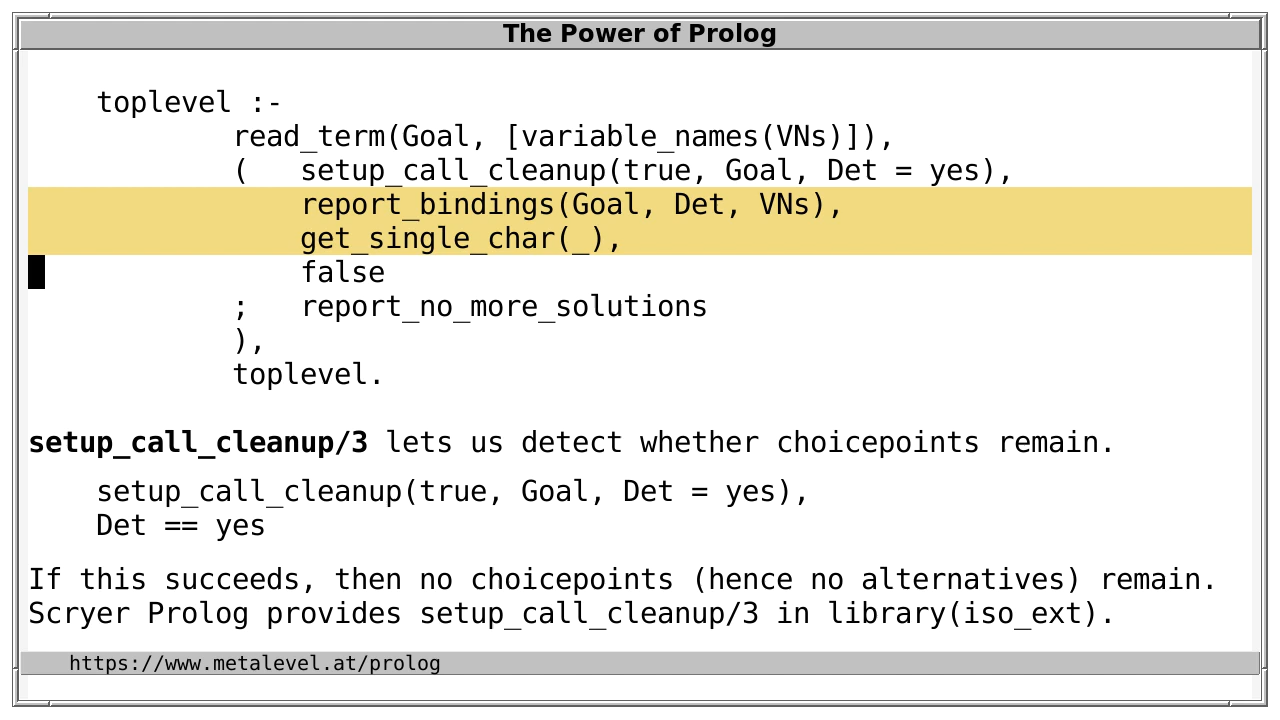 The Power of Prolog
toplevel :-
read_term(Goal, [variable_names(VNs)]),
(   setup_call_cleanup(true, Goal, Det = yes),
report_bindings(Goal, Det, VNs),
get_single_char(_),
false
;   report_no_more_solutions
),
toplevel.
setup_call_cleanup/3 lets us detect whether choicepoints remain.
setup_call_cleanup(true, Goal, Det = yes),
Det == yes
If this succeeds, then no choicepoints (hence no alternatives) remain.
Scryer Prolog provides setup_call_cleanup/3 in library(iso_ext).
https://www.metalevel.at/prolog